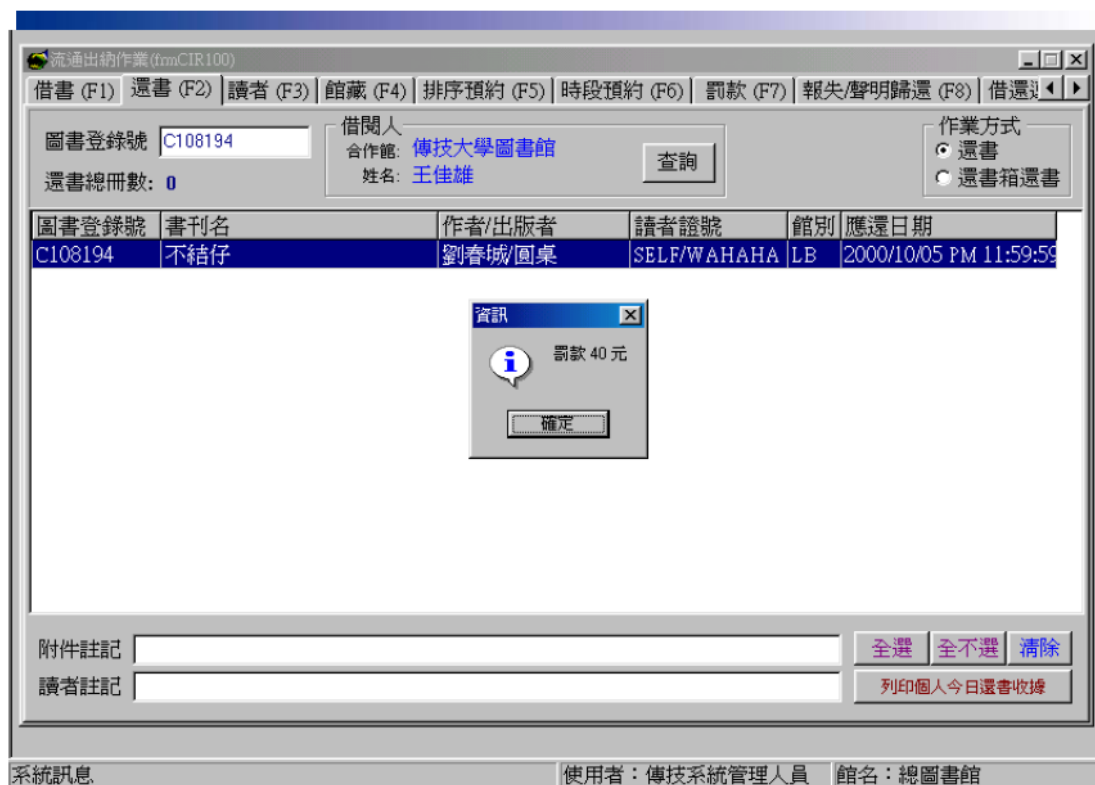 流通出納作業(frmCIR100)
借書 (F1) 還書 (F2) 讀者 (F3) 館藏 (F4) 排序預約 (F5) 時段預約 (F6) 罰款 (F7) 報失/聲明歸還 (F8) 借還
圖書登錄號 C108194
還書總冊數: 0
借閱人
合作館: 傳技大學圖書館
姓名: 王佳雄
查詢
作業方式
還書
還書箱還書
圖書登錄號 書刊名 作者/出版者 讀者證號 館別 應還日期
C108194 不結仔 劉春城/圓桌 SELF/WAHAHA LB 2000/10/05 PM 11:59:59
資訊
罰款 40 元
確定
附件註記
全選 全不選 清除
讀者註記
列印個人今日還書收據
系統訊息 使用者：傳技系統管理人員 館名：總圖書館